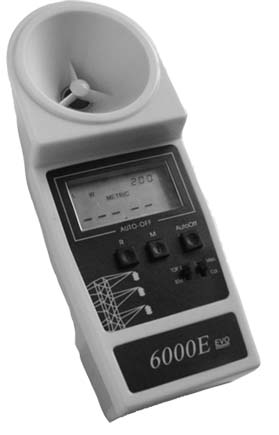 200
W METRIC
AUTO-OFF
R M AutoOff
6000E EVO